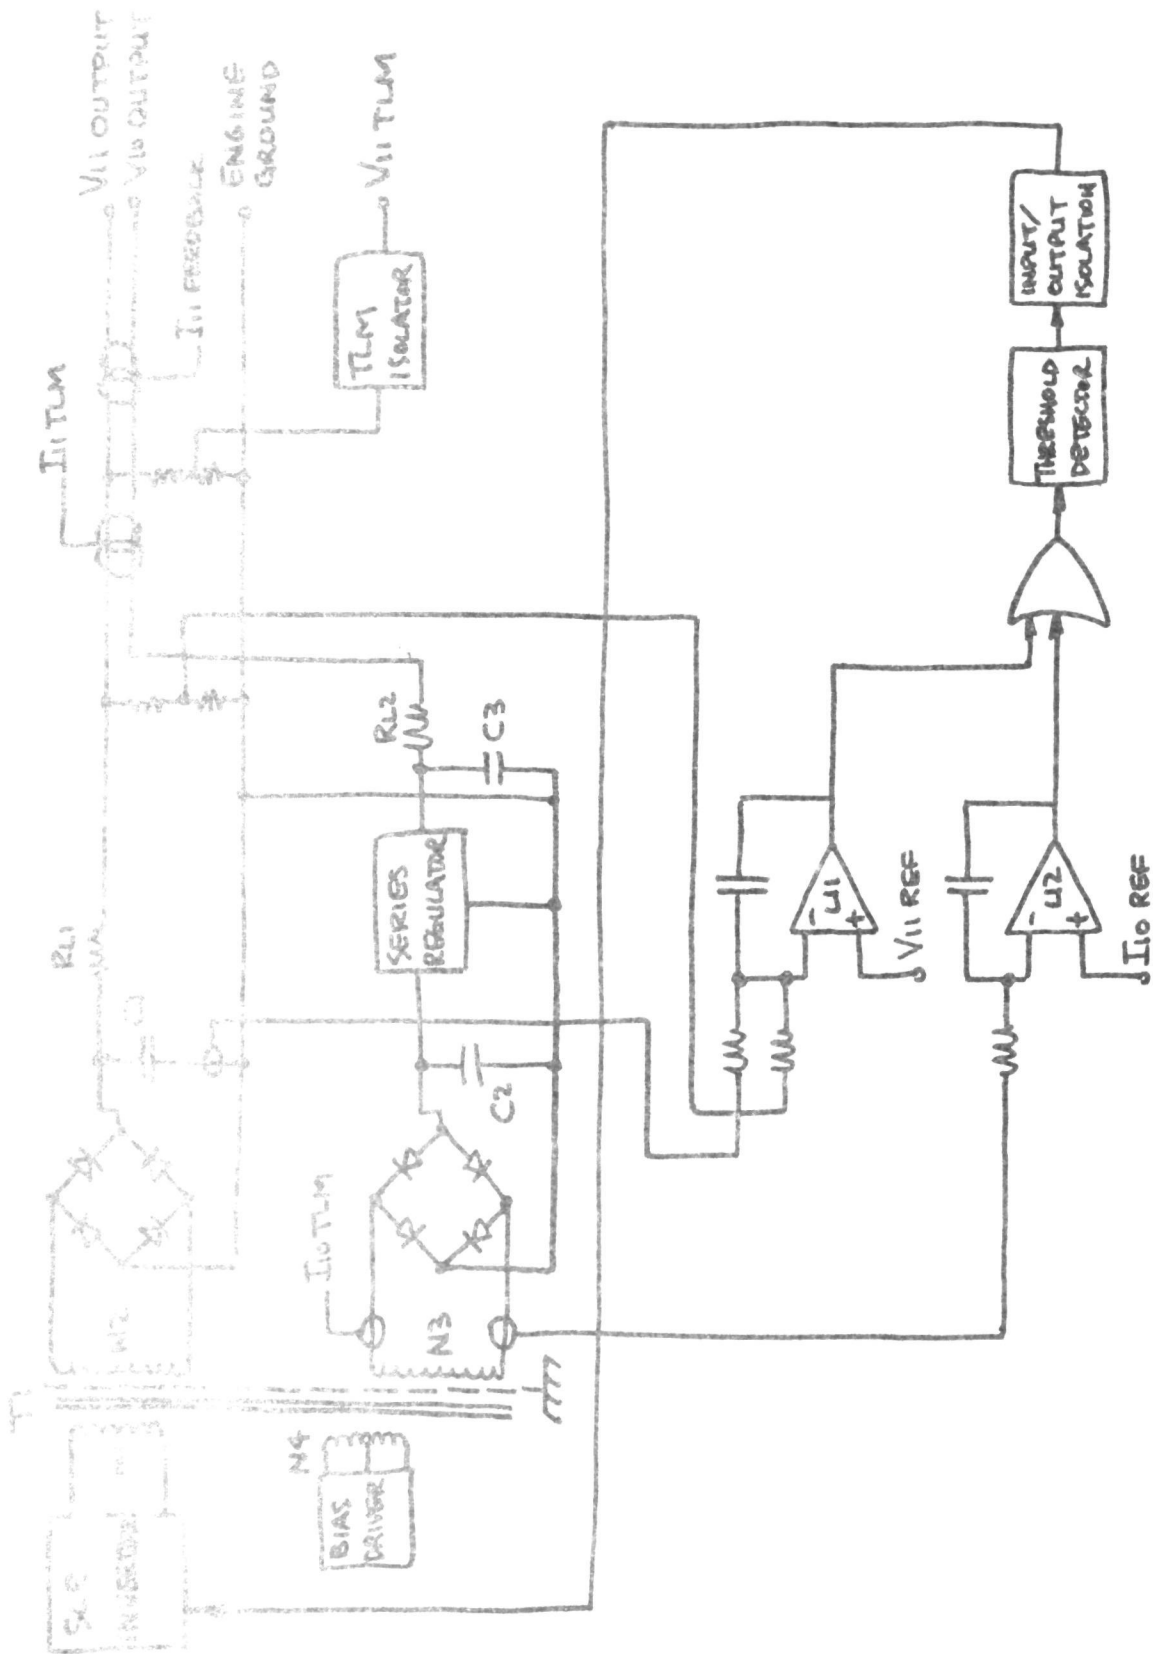 V11 OUTPUT
V10 OUTPUT
I11 FEEDBACK
ENGINE
GROUND
I11 TLM
V11 TLM
TLM
ISOLATOR
RL1
C1
N2
T1
SCR
BIAS
DRIVER
N4
N3
I10 TLM
C2
SERIES
REGULATOR
RL2
C3
U1
-
+
V11 REF
U2
-
+
I10 REF
THRESHOLD
DETECTOR
INPUT/
OUTPUT
ISOLATION